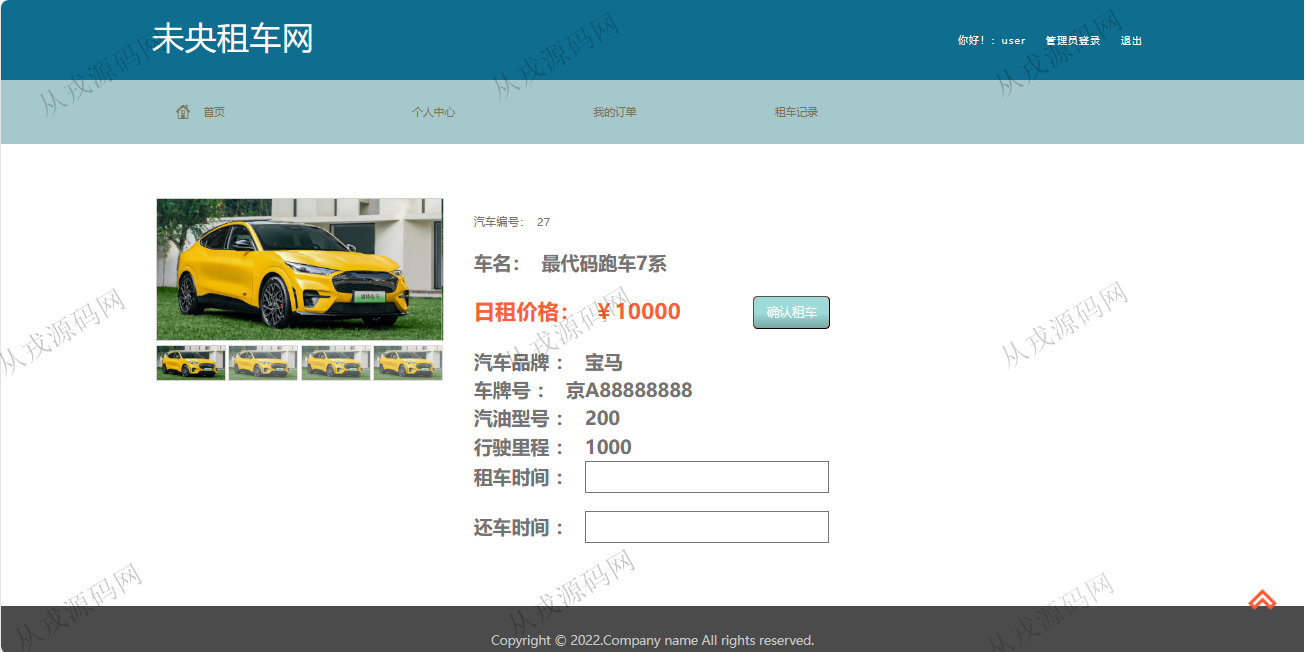 未央租车网
你好！：user 管理员登录 退出
首页 个人中心 我的订单 租车记录
汽车编号： 27
车名： 最代码跑车7系
日租价格： ￥10000 确认租车
汽车品牌： 宝马
车牌号： 京A88888888
汽油型号： 200
行驶里程： 1000
租车时间：
还车时间：
Copyright © 2022.Company name All rights reserved.
从戎源码网
从戎源码网
从戎源码网
从戎源码网
从戎源码网
从戎源码网
从戎源码网
从戎源码网
从戎源码网